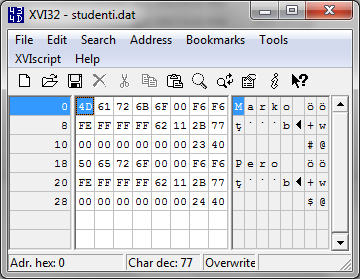 XVI32 - studenti.dat
File Edit Search Address Bookmarks Tools
XVIscript Help
0 4D 61 72 6B 6F 00 F6 F6 M a r k o ö ö
8 FE FF FF FF 62 11 2B 77 ţ ˙ ˙ ˙ b ◄ + w
10 00 00 00 00 00 00 23 40 # @
18 50 65 72 6F 00 F6 F6 F6 P e r o ö ö ö
20 FE FF FF FF 62 11 2B 77 ţ ˙ ˙ ˙ b ◄ + w
28 00 00 00 00 00 00 24 40 $ @
Adr. hex: 0 Char dec: 77 Overwrite